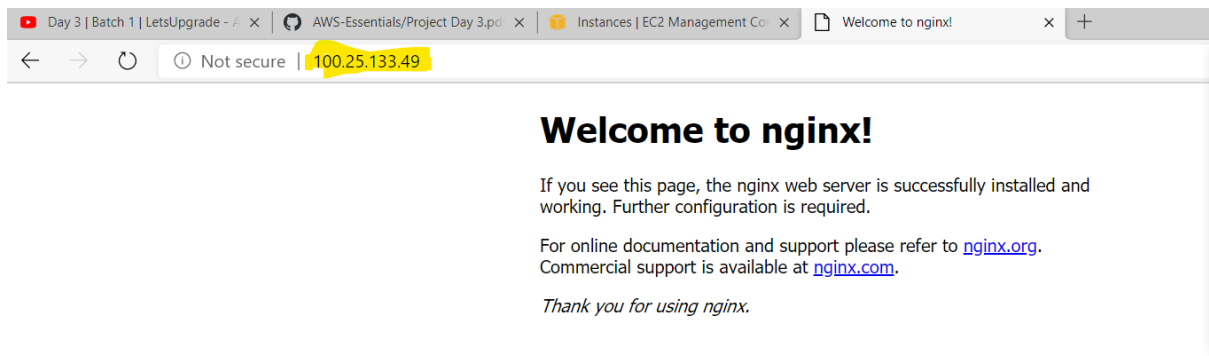 Day 3 | Batch 1 | LetsUpgrade - A
AWS-Essentials/Project Day 3.pd
Instances | EC2 Management Co
Welcome to nginx!
Not secure | 100.25.133.49
Welcome to nginx!
If you see this page, the nginx web server is successfully installed and
working. Further configuration is required.
For online documentation and support please refer to nginx.org.
Commercial support is available at nginx.com.
Thank you for using nginx.